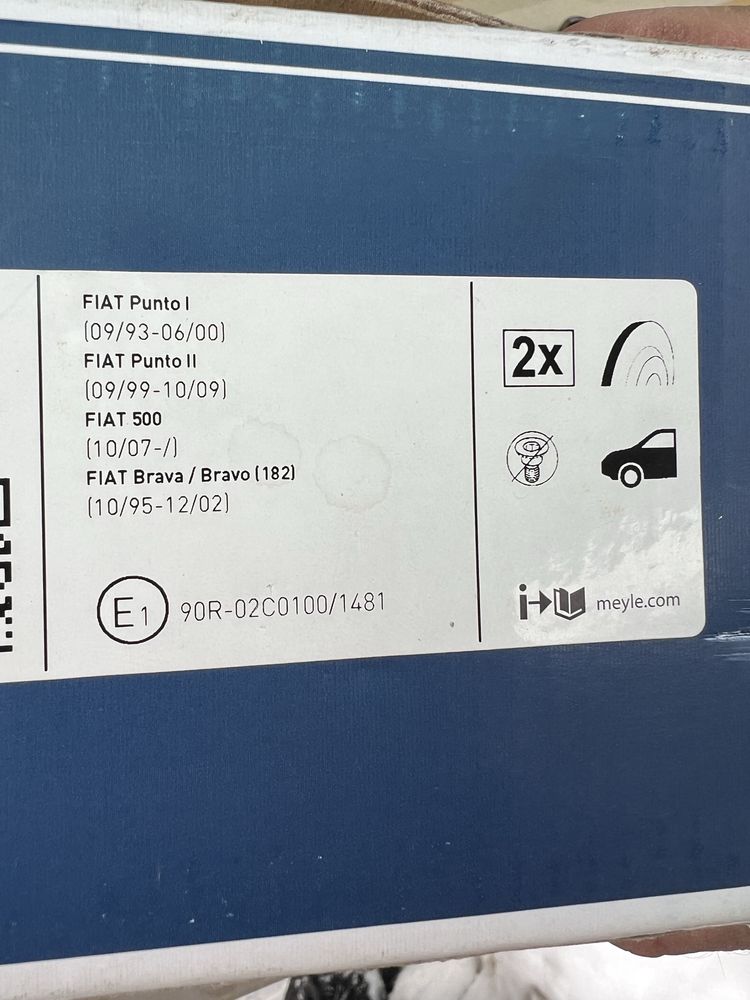 FIAT Punto I
(09/93-06/00)
FIAT Punto II
(09/99-10/09)
FIAT 500
(10/07-/)
FIAT Brava / Bravo (182)
(10/95-12/02)
E1 90R-02C0100/1481
2x
i meyle.com